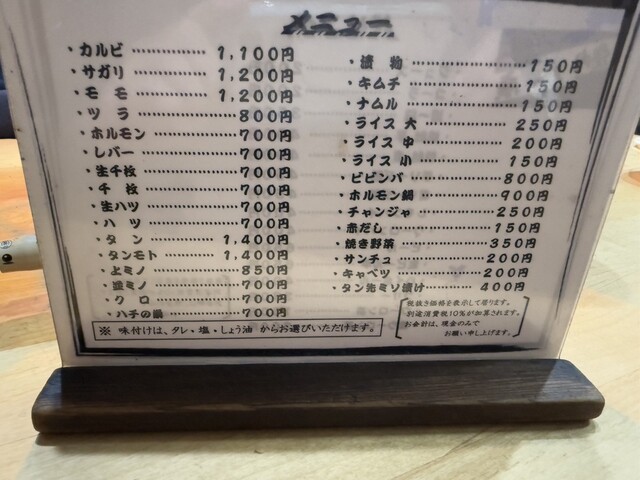 メニュー
・カルビ ………………… 1,100円
・サガリ ………………… 1,200円
・モ モ ………………… 1,200円
・ツ ラ ………………… 800円
・ホルモン ………………… 700円
・レバー ………………… 700円
・生千枚 ………………… 700円
・千 枚 ………………… 700円
・生ハツ ………………… 700円
・ハ ツ ………………… 700円
・タ ン ………………… 1,400円
・タンモト ………………… 1,400円
・上ミノ ………………… 850円
・並ミノ ………………… 700円
・ク ロ ………………… 700円
・ハチの巣 ………………… 700円
※ 味付けは、タレ・塩・しょう油 からお選びいただけます。
・漬 物 ………………… 150円
・キムチ ………………… 150円
・ナムル ………………… 150円
・ライス 大 ………………… 250円
・ライス 中 ………………… 200円
・ライス 小 ………………… 150円
・ビビンバ ………………… 800円
・ホルモン鍋 ………………… 900円
・チャンジャ ………………… 250円
・赤だし ………………… 150円
・焼き野菜 ………………… 350円
・サンチュ ………………… 200円
・キャベツ ………………… 200円
・タン先ミソ漬け ………… 400円
税抜き価格を表示して居ります。
別途消費税10%が加算されます。
お会計は、現金のみで
お願い申し上げます。